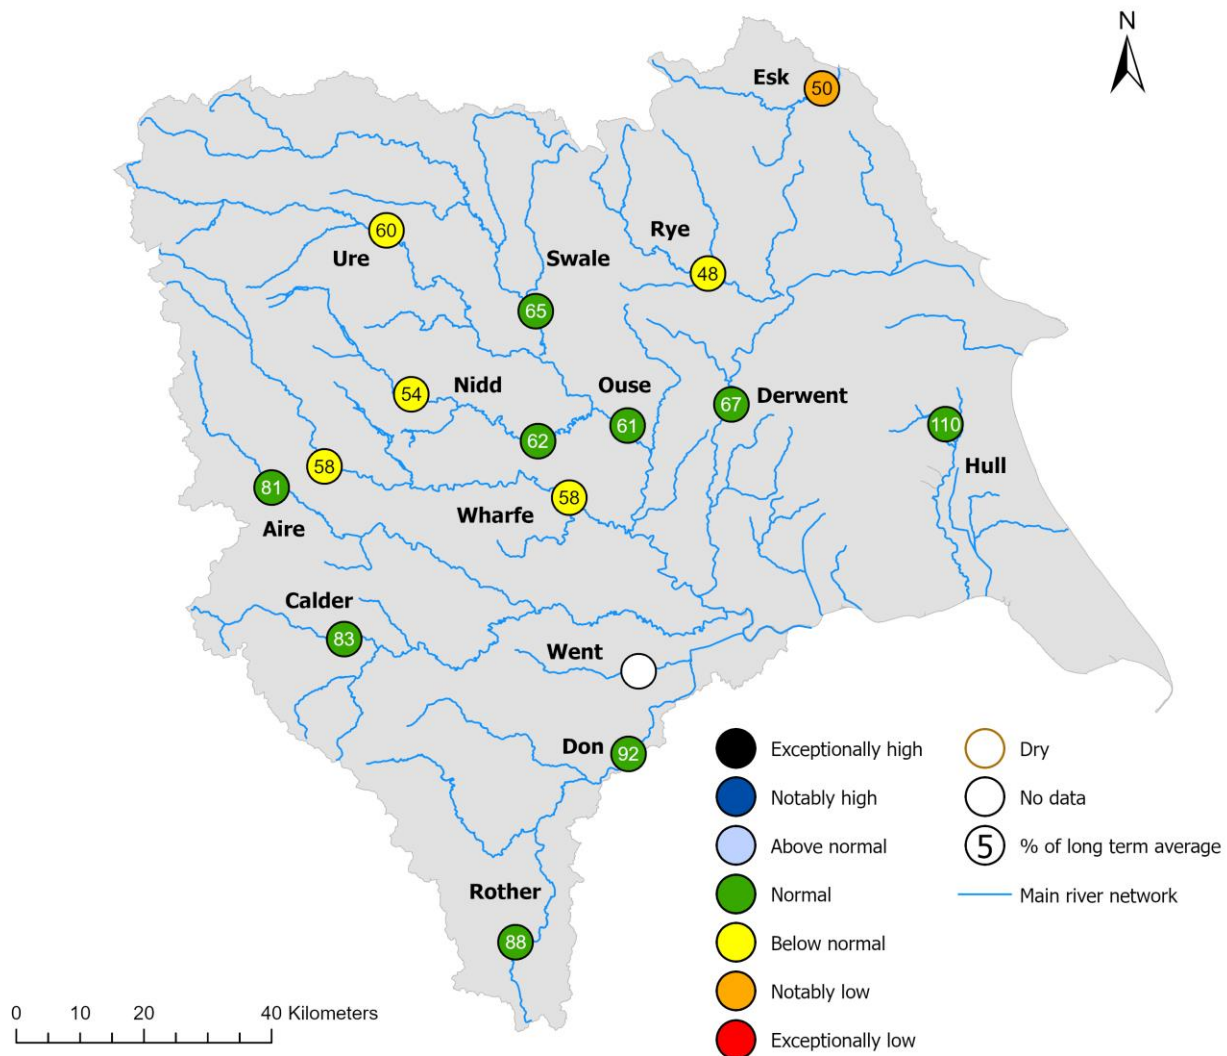 N
Esk
50
60
Ure
Rye
Swale
48
65
54
Nidd
Ouse
67
Derwent
62
61
110
Hull
58
81
Aire
Wharfe
58
Calder
83
Went
Don
92
Rother
88
Exceptionally high
Notably high
Above normal
Normal
Below normal
Notably low
Exceptionally low
Dry
No data
5
% of long term average
Main river network
0 10 20 40 Kilometers